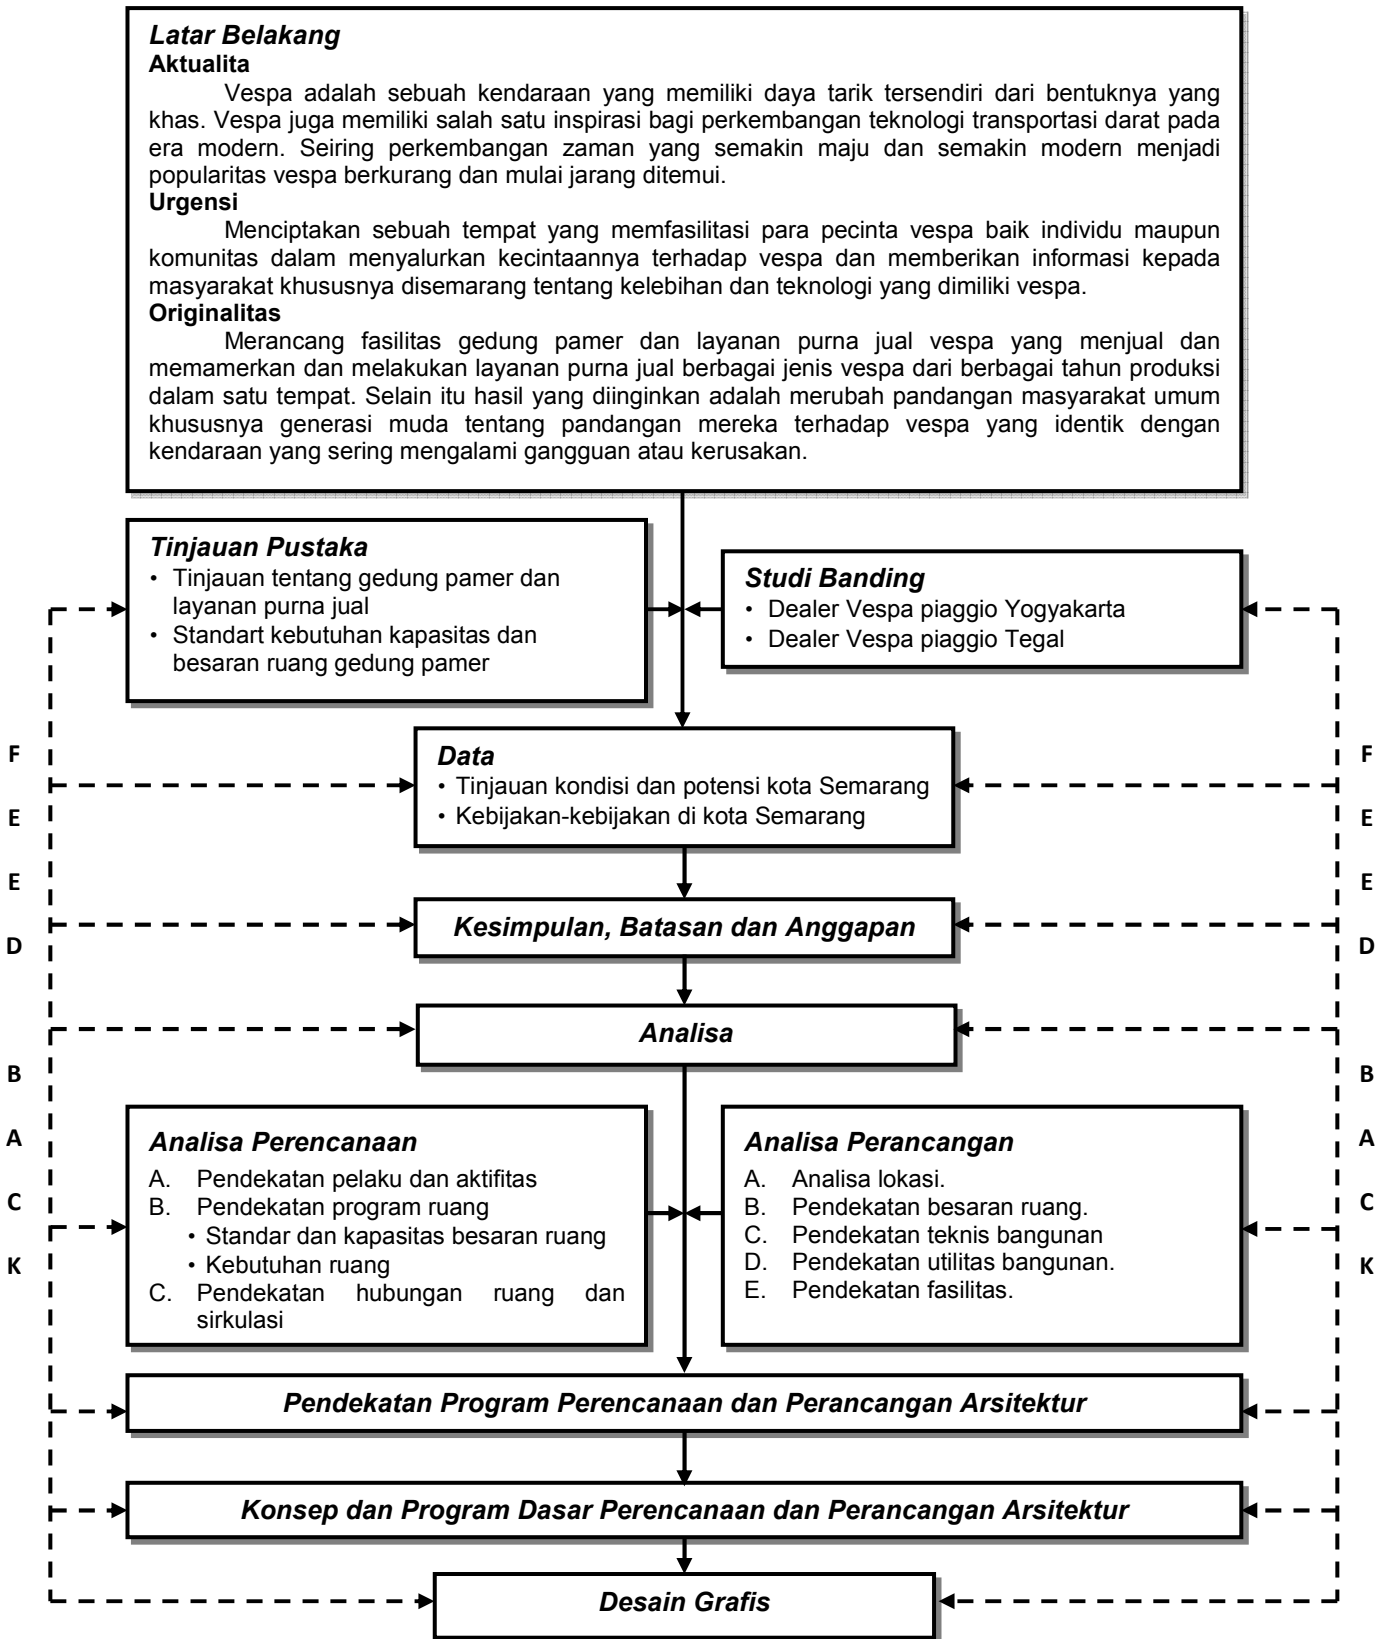 Latar Belakang
Aktualita
Vespa adalah sebuah kendaraan yang memiliki daya tarik tersendiri dari bentuknya yang
khas. Vespa juga memiliki salah satu inspirasi bagi perkembangan teknologi transportasi darat pada
era modern. Seiring perkembangan zaman yang semakin maju dan semakin modern menjadi
popularitas vespa berkurang dan mulai jarang ditemui.
Urgensi
Menciptakan sebuah tempat yang memfasilitasi para pecinta vespa baik individu maupun
komunitas dalam menyalurkan kecintaannya terhadap vespa dan memberikan informasi kepada
masyarakat khususnya disemarang tentang kelebihan dan teknologi yang dimiliki vespa.
Originalitas
Merancang fasilitas gedung pamer dan layanan purna jual vespa yang menjual dan
memamerkan dan melakukan layanan purna jual berbagai jenis vespa dari berbagai tahun produksi
dalam satu tempat. Selain itu hasil yang diinginkan adalah merubah pandangan masyarakat umum
khususnya generasi muda tentang pandangan mereka terhadap vespa yang identik dengan
kendaraan yang sering mengalami gangguan atau kerusakan.
Tinjauan Pustaka
• Tinjauan tentang gedung pamer dan
layanan purna jual
• Standart kebutuhan kapasitas dan
besaran ruang gedung pamer
Studi Banding
• Dealer Vespa piaggio Yogyakarta
• Dealer Vespa piaggio Tegal
Data
• Tinjauan kondisi dan potensi kota Semarang
• Kebijakan-kebijakan di kota Semarang
Kesimpulan, Batasan dan Anggapan
Analisa
Analisa Perencanaan
A. Pendekatan pelaku dan aktifitas
B. Pendekatan program ruang
• Standar dan kapasitas besaran ruang
• Kebutuhan ruang
C. Pendekatan hubungan ruang dan
sirkulasi
Analisa Perancangan
A. Analisa lokasi.
B. Pendekatan besaran ruang.
C. Pendekatan teknis bangunan
D. Pendekatan utilitas bangunan.
E. Pendekatan fasilitas.
Pendekatan Program Perencanaan dan Perancangan Arsitektur
Konsep dan Program Dasar Perencanaan dan Perancangan Arsitektur
Desain Grafis
F
E
E
D
B
A
C
K
F
E
E
D
B
A
C
K